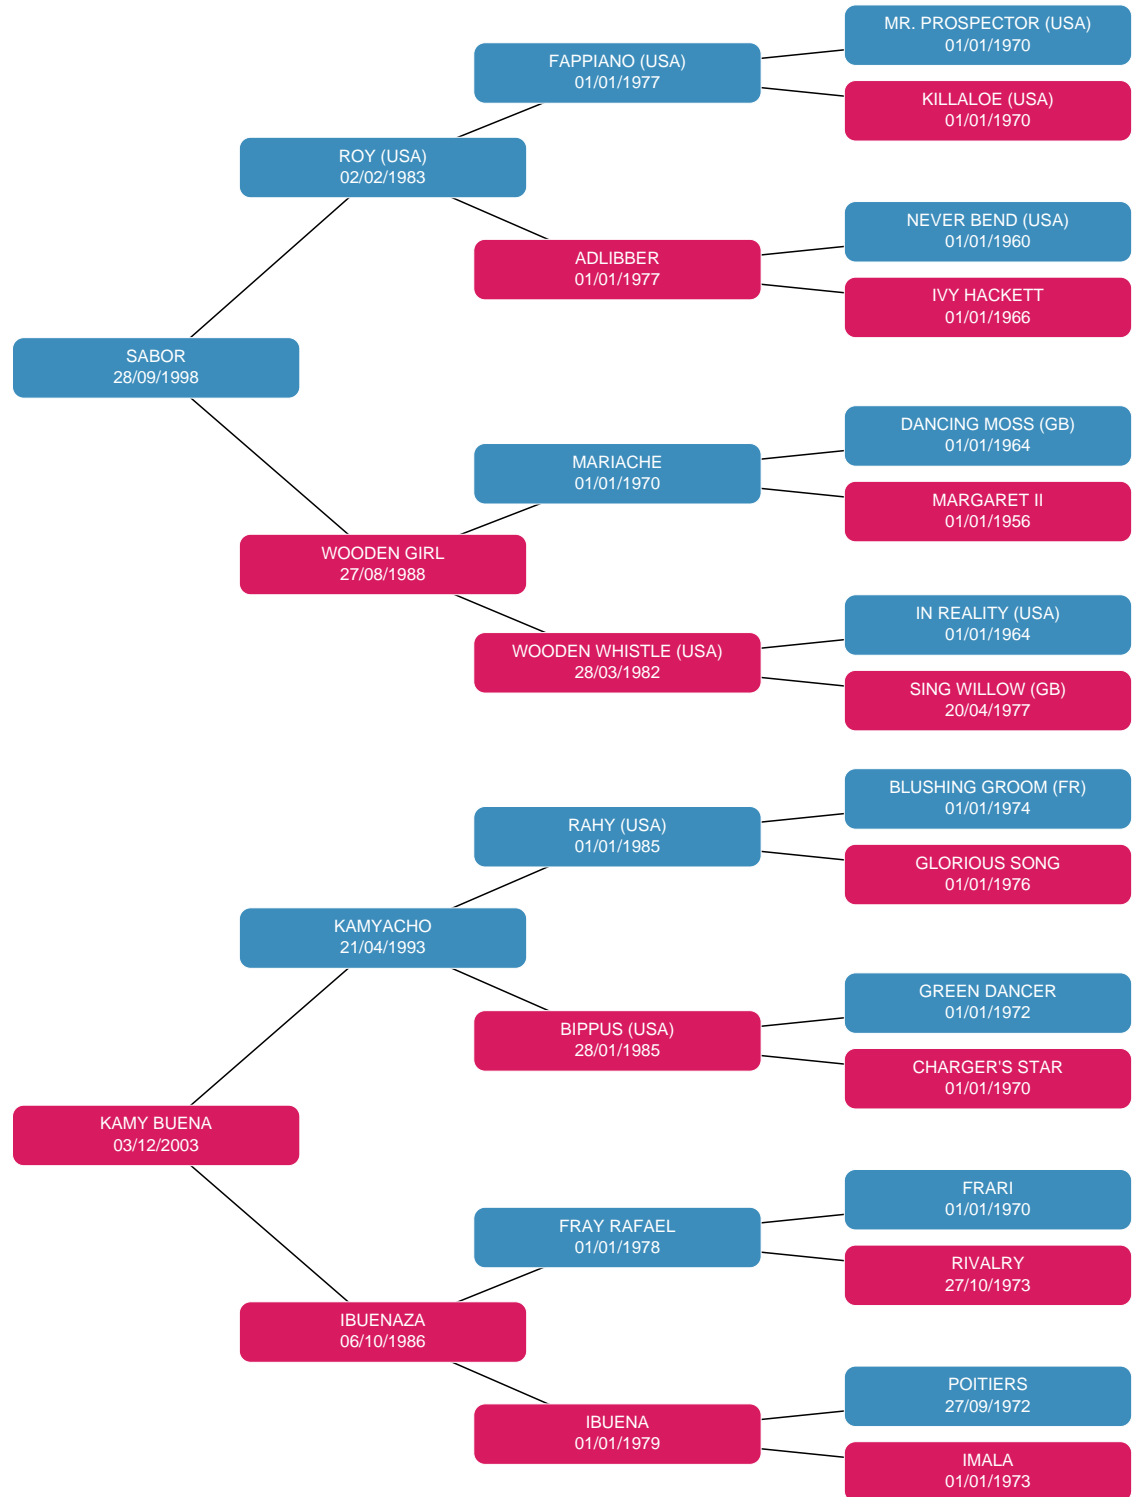 MR. PROSPECTOR (USA)
01/01/1970
FAPPIANO (USA)
01/01/1977
KILLALOE (USA)
01/01/1970
ROY (USA)
02/02/1983
NEVER BEND (USA)
01/01/1960
ADLIBBER
01/01/1977
IVY HACKETT
01/01/1966
SABOR
28/09/1998
DANCING MOSS (GB)
01/01/1964
MARIACHE
01/01/1970
MARGARET II
01/01/1956
WOODEN GIRL
27/08/1988
IN REALITY (USA)
01/01/1964
WOODEN WHISTLE (USA)
28/03/1982
SING WILLOW (GB)
20/04/1977
BLUSHING GROOM (FR)
01/01/1974
RAHY (USA)
01/01/1985
GLORIOUS SONG
01/01/1976
KAMYACHO
21/04/1993
GREEN DANCER
01/01/1972
BIPPUS (USA)
28/01/1985
CHARGER'S STAR
01/01/1970
KAMY BUENA
03/12/2003
FRARI
01/01/1970
FRAY RAFAEL
01/01/1978
RIVALRY
27/10/1973
IBUENAZA
06/10/1986
POITIERS
27/09/1972
IBUENA
01/01/1979
IMALA
01/01/1973